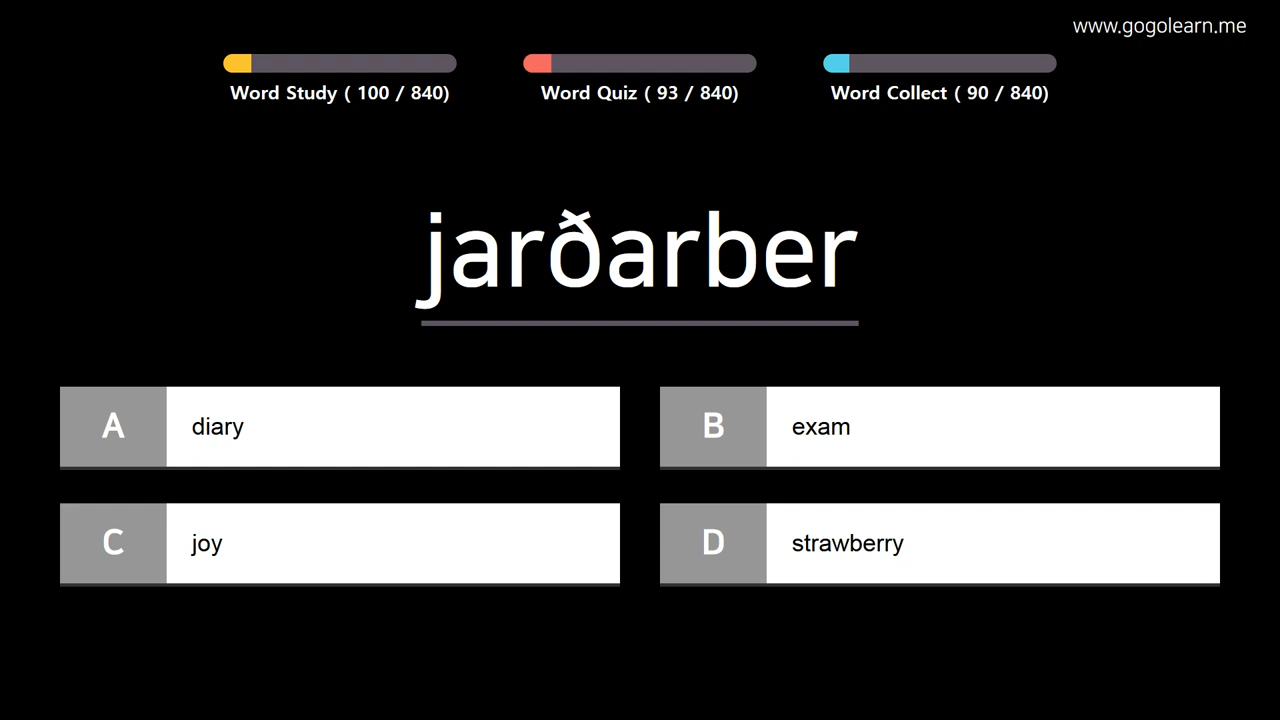 www.gogolearn.me
Word Study ( 100 / 840)
Word Quiz ( 93 / 840)
Word Collect ( 90 / 840)
jarðarber
A diary
B exam
C joy
D strawberry